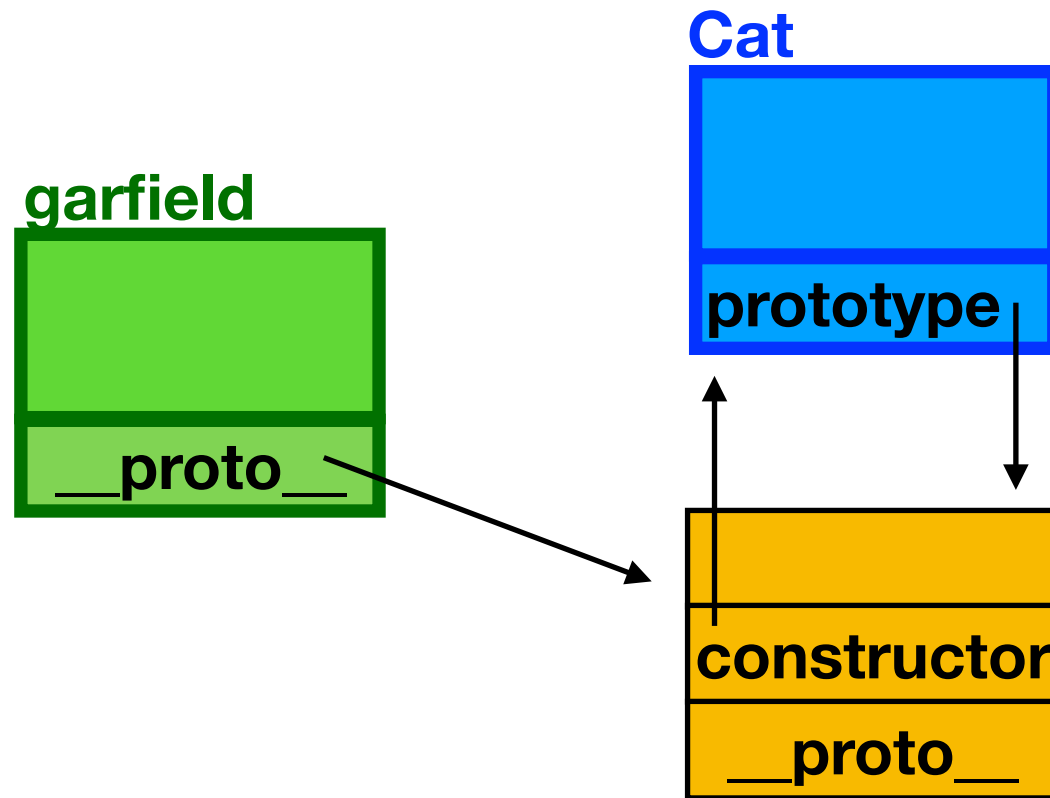 Cat
prototype
garfield
__proto__
constructor
__proto__